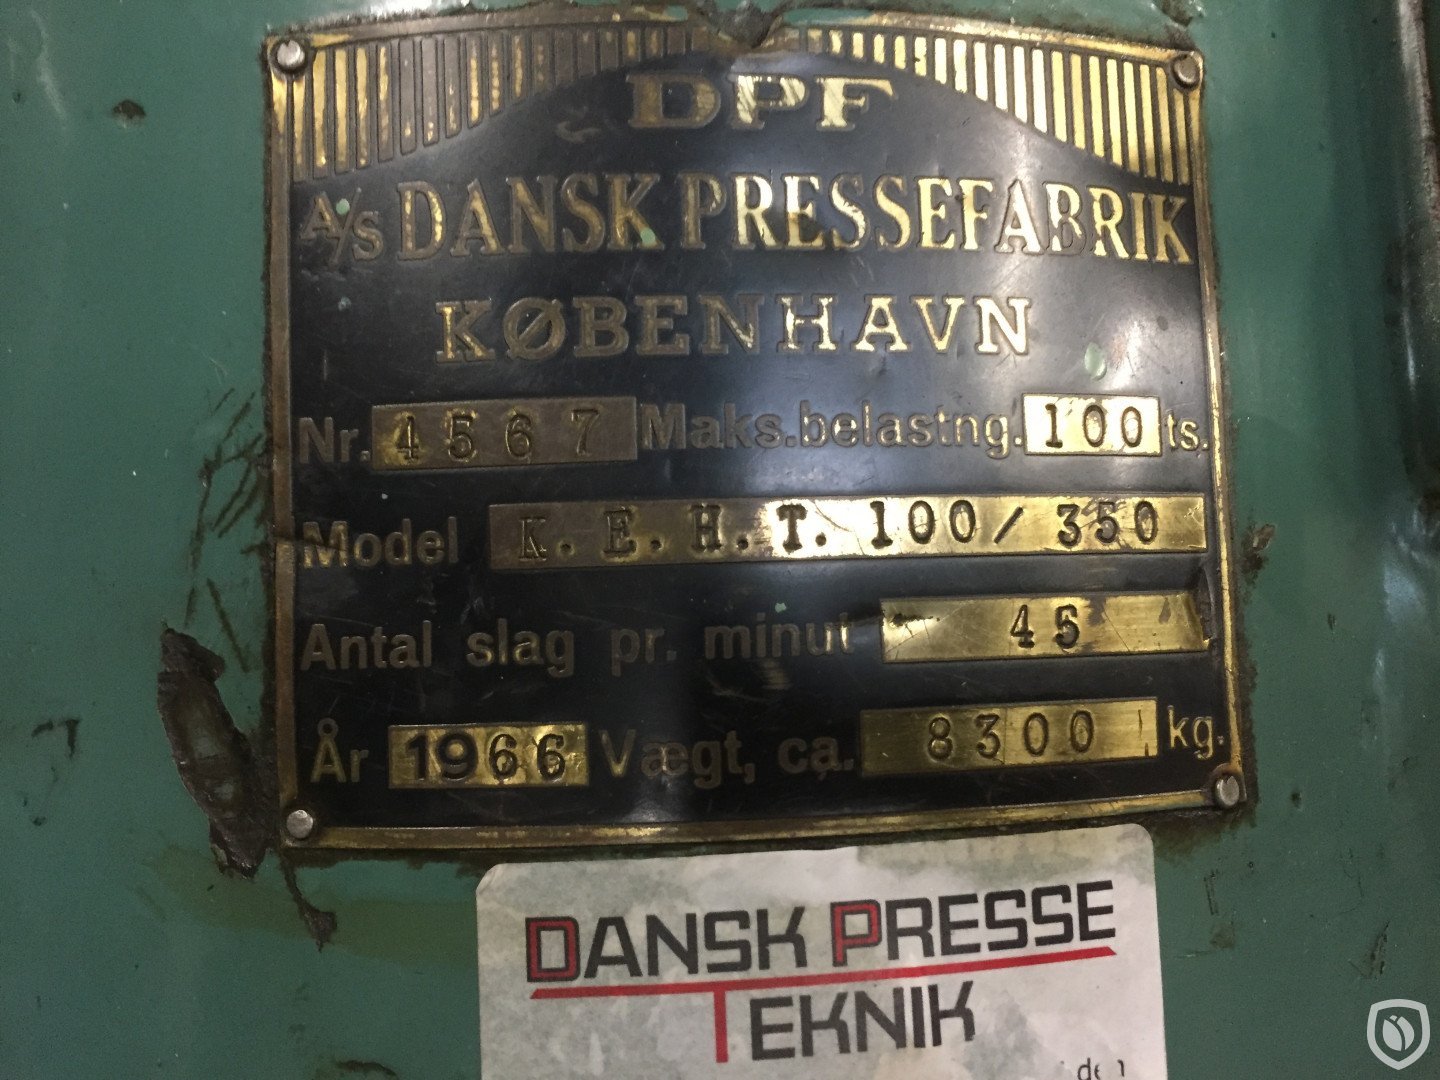 DPF
A/S DANSK PRESSEFABRIK
KØBENHAVN
Nr. 4567 Maks.belastng. 100 ts.
Model K.E.H.T. 100/350
Antal slag pr. minut 45
År 1966 Vægt, ca. 8300 kg.
DANSK PRESSE
TEKNIK